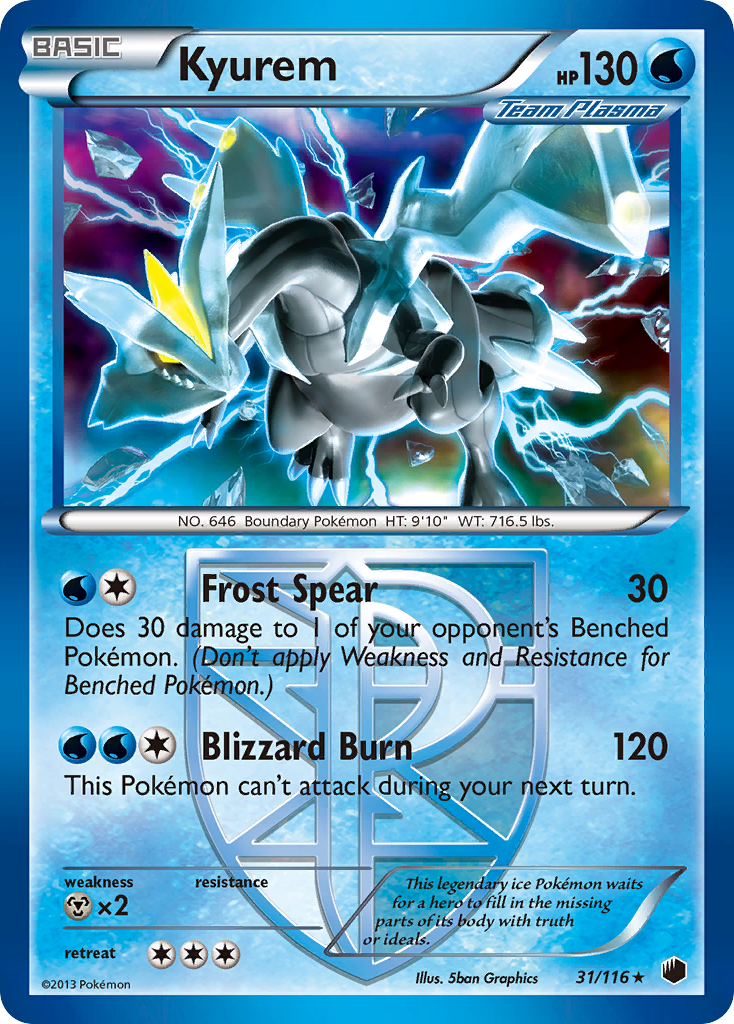 BASIC
Kyurem
HP130
Team Plasma
NO. 646 Boundary Pokémon HT: 9'10" WT: 716.5 lbs.
Frost Spear 30
Does 30 damage to 1 of your opponent's Benched
Pokémon. (Don't apply Weakness and Resistance for
Benched Pokémon.)
Blizzard Burn 120
This Pokémon can't attack during your next turn.
weakness resistance
×2
retreat
This legendary ice Pokémon waits
for a hero to fill in the missing
parts of its body with truth
or ideals.
©2013 Pokémon
Illus. 5ban Graphics 31/116★